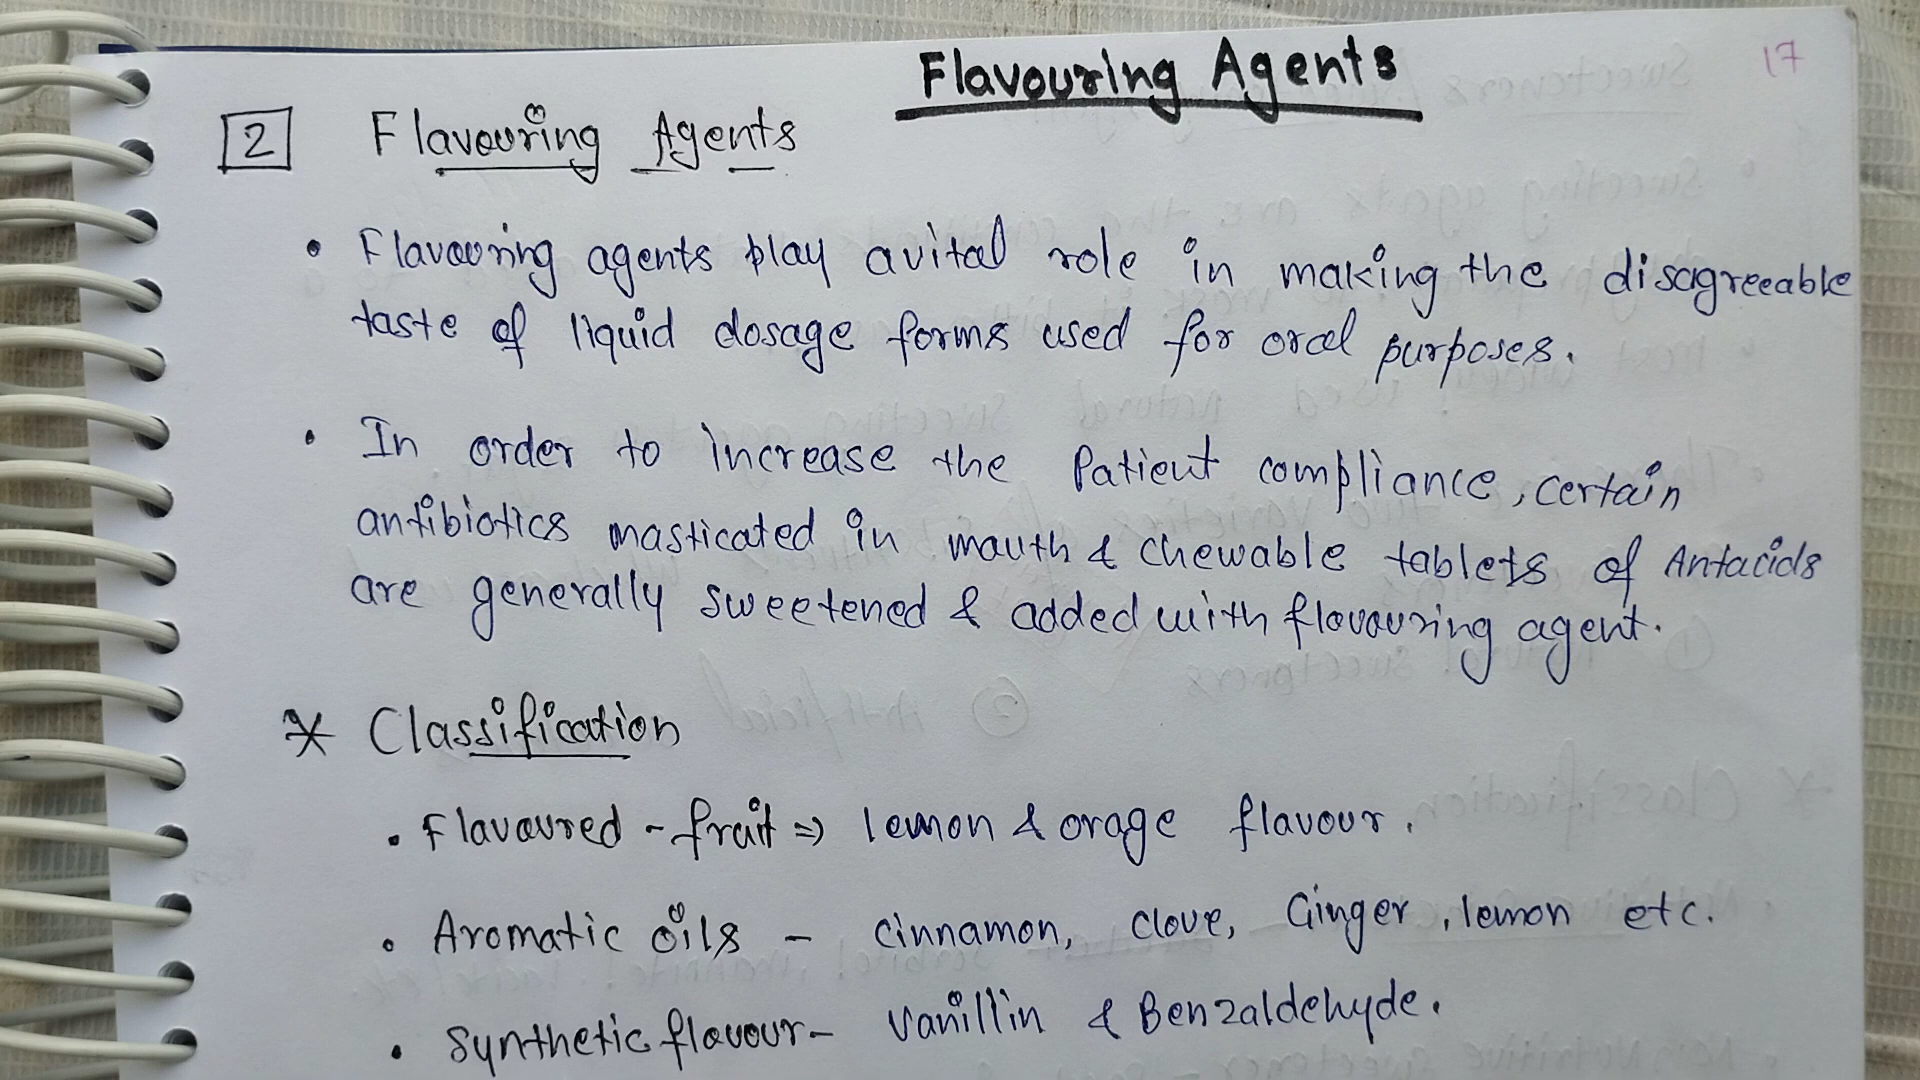 Flavouring Agents
17
2 Flavouring Agents
• Flavouring agents play a vital role in making the disagreeable
taste of liquid dosage forms used for oral purposes.
• In order to increase the Patient compliance, certain
antibiotics masticated in mauth & chewable tablets of Antacids
are generally sweetened & added with flavouring agent.
* Classification
• Flavoured - fruit => lemon & orage flavour.
• Aromatic oils - cinnamon, clove, Ginger, lemon etc.
• Synthetic flavour - Vanillin & Benzaldehyde.